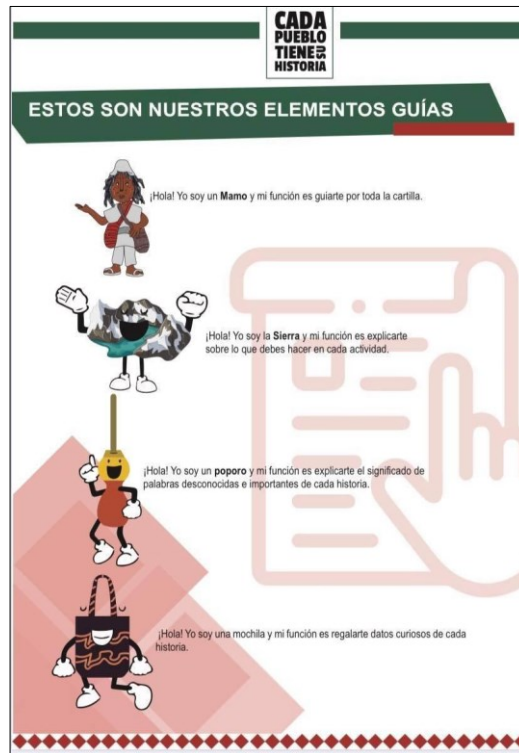 CADA
PUEBLO
TIENE SU
HISTORIA
ESTOS SON NUESTROS ELEMENTOS GUÍAS
¡Hola! Yo soy un Mamo y mi función es guiarte por toda la cartilla.
¡Hola! Yo soy la Sierra y mi función es explicarte
sobre lo que debes hacer en cada actividad.
¡Hola! Yo soy un poporo y mi función es explicarte el significado de
palabras desconocidas e importantes de cada historia.
¡Hola! Yo soy una mochila y mi función es regalarte datos curiosos de cada
historia.